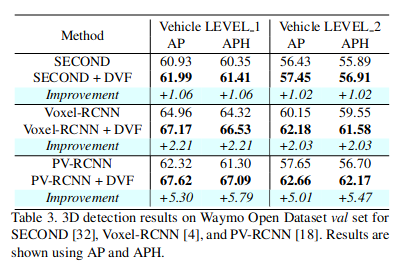 Method Vehicle LEVEL_1 Vehicle LEVEL_2
AP APH AP APH
SECOND 60.93 60.35 56.43 55.89
SECOND + DVF 61.99 61.41 57.45 56.91
Improvement +1.06 +1.06 +1.02 +1.02
Voxel-RCNN 64.96 64.32 60.15 59.55
Voxel-RCNN + DVF 67.17 66.53 62.18 61.58
Improvement +2.21 +2.21 +2.03 +2.03
PV-RCNN 62.32 61.30 57.65 56.70
PV-RCNN + DVF 67.62 67.09 62.66 62.17
Improvement +5.30 +5.79 +5.01 +5.47
Table 3. 3D detection results on Waymo Open Dataset val set for
SECOND [32], Voxel-RCNN [4], and PV-RCNN [18]. Results are
shown using AP and APH.